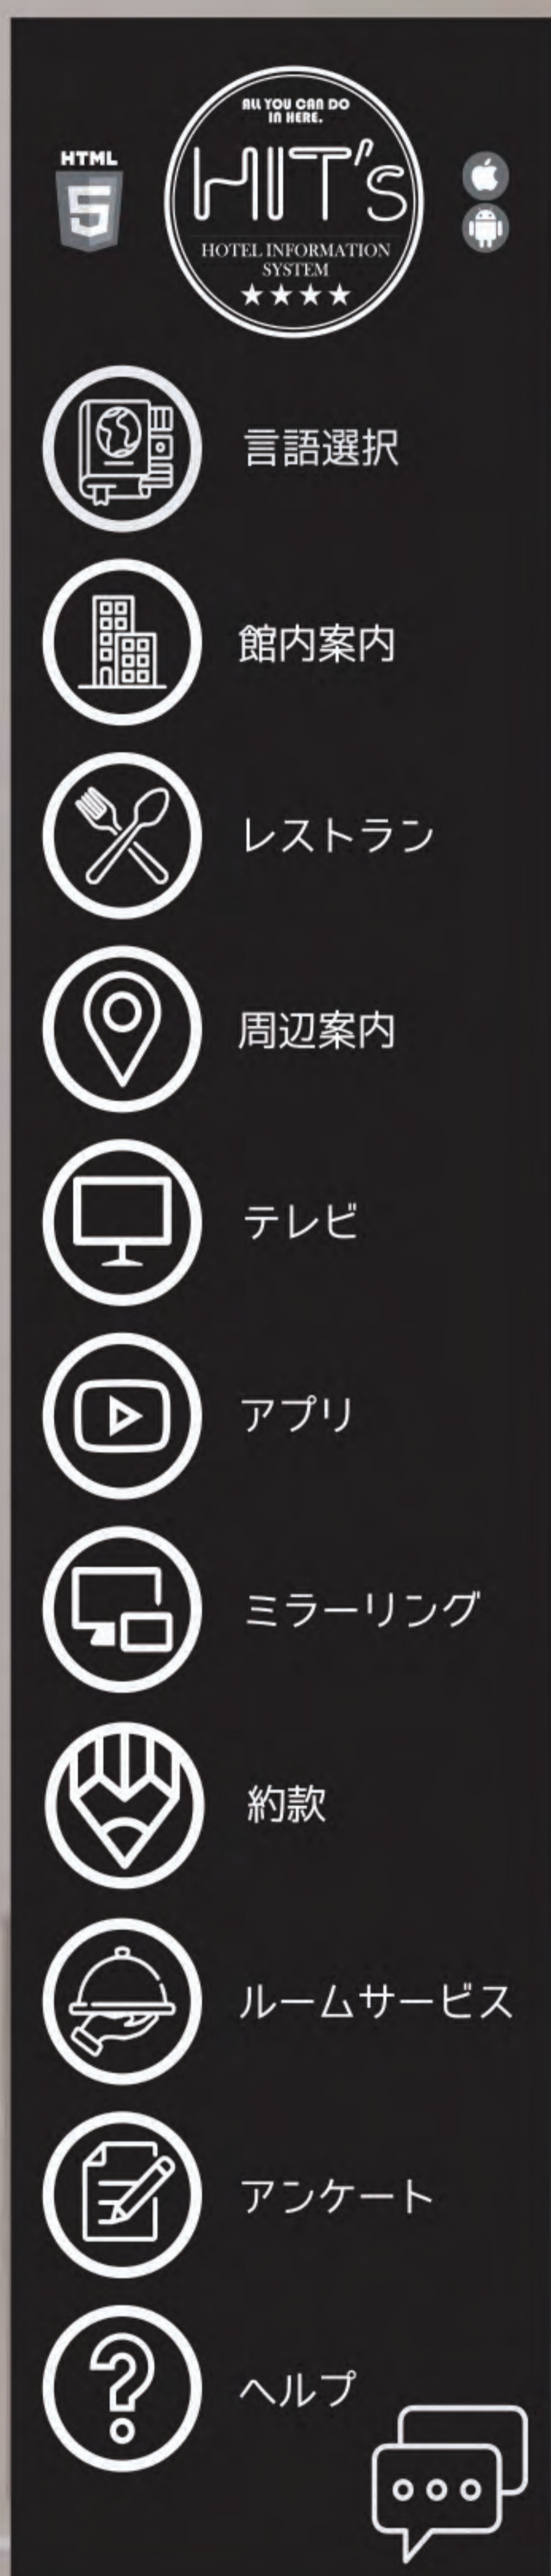 ALL YOU CAN DO
IN HERE.
HTML
5
HIT's
HOTEL INFORMATION
SYSTEM
言語選択
館内案内
レストラン
周辺案内
テレビ
アプリ
ミラーリング
約款
ルームサービス
アンケート
ヘルプ